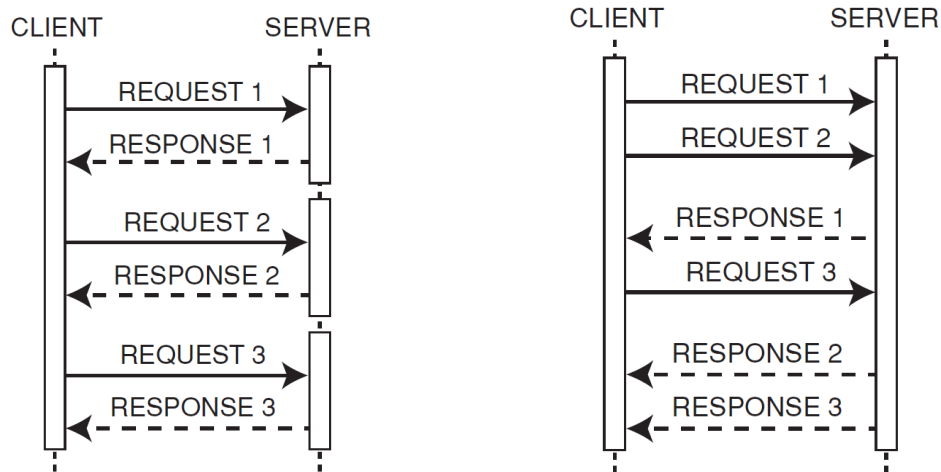 CLIENT
SERVER
REQUEST 1
RESPONSE 1
REQUEST 2
RESPONSE 2
REQUEST 3
RESPONSE 3
CLIENT
SERVER
REQUEST 1
REQUEST 2
RESPONSE 1
REQUEST 3
RESPONSE 2
RESPONSE 3